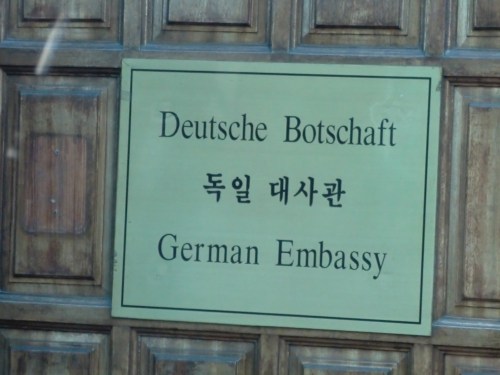 Deutsche Botschaft
독일 대사관
German Embassy